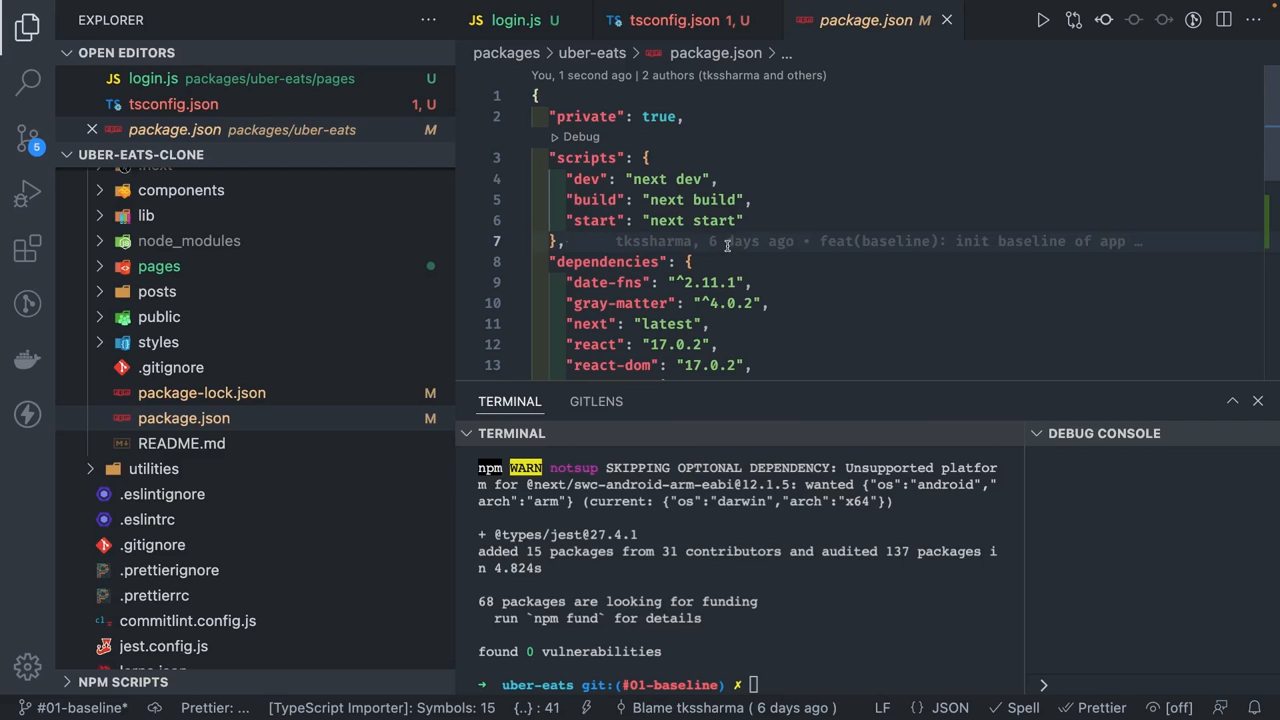 EXPLORER
OPEN EDITORS
JS login.js packages/uber-eats/pages U
TS tsconfig.json 1, U
package.json packages/uber-eats M
UBER-EATS-CLONE
components
lib
node_modules
pages
posts
public
styles
.gitignore
package-lock.json M
package.json M
README.md
utilities
.eslintignore
.eslintrc
.gitignore
.prettierignore
.prettierrc
commitlint.config.js
jest.config.js
NPM SCRIPTS
5
JS login.js U
TS tsconfig.json 1, U
package.json M
packages > uber-eats > package.json > ...
You, 1 second ago | 2 authors (tkssharma and others)
1 {
2 "private": true,
Debug
3 "scripts": {
4 "dev": "next dev",
5 "build": "next build",
6 "start": "next start"
7 }, tkssharma, 6 days ago • feat(baseline): init baseline of app …
8 "dependencies": {
9 "date-fns": "^2.11.1",
10 "gray-matter": "^4.0.2",
11 "next": "latest",
12 "react": "17.0.2",
13 "react-dom": "17.0.2",
TERMINAL GITLENS
TERMINAL
npm WARN notsup SKIPPING OPTIONAL DEPENDENCY: Unsupported platfor
m for @next/swc-android-arm-eabi@12.1.5: wanted {"os":"android","
arch":"arm"} (current: {"os":"darwin","arch":"x64"})
+ @types/jest@27.4.1
added 15 packages from 31 contributors and audited 137 packages i
n 4.824s
68 packages are looking for funding
run `npm fund` for details
found 0 vulnerabilities
→ uber-eats git:(#01-baseline) ✗
DEBUG CONSOLE
#01-baseline* Prettier: ... [TypeScript Importer]: Symbols: 15 {..} : 41 Blame tkssharma ( 6 days ago ) LF {} JSON Spell Prettier [off]